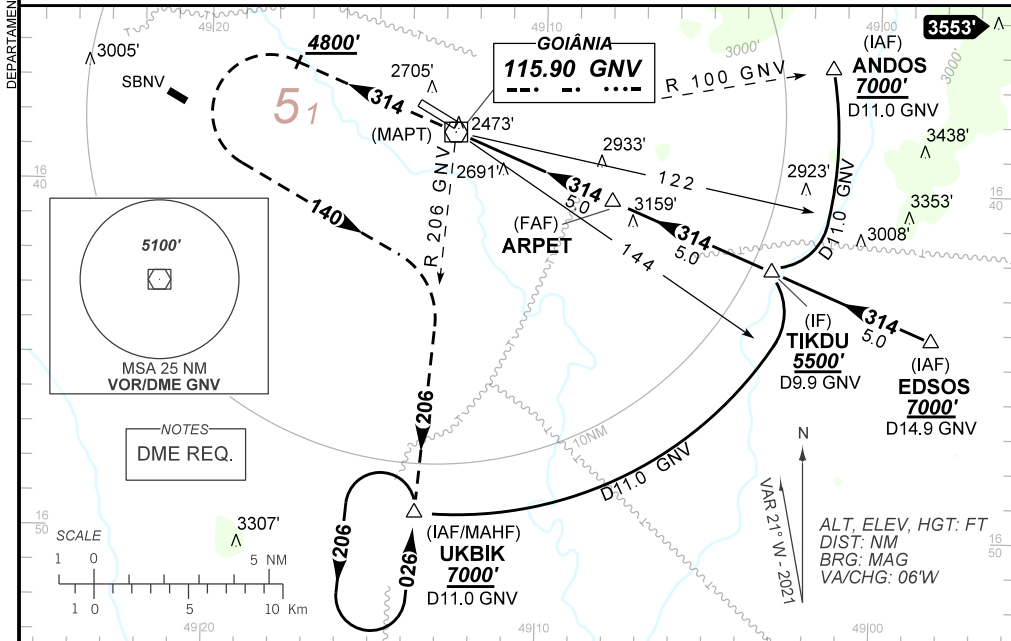 DEPARTAMEN
49'20
49'10
49'00
3553'
3005'
4800'
GOIÂNIA
115.90 GNV
3000'
(IAF)
ANDOS
7000'
D11.0 GNV
SBNV
2705'
314
R 100 GNV
3000'
51
(MAPT)
2473'
2933'
3438'
2691'
R 206 GNV
122
2923'
16
40
314
5.0
3159'
3353'
16
40
(FAF)
ARPET
314
5.0
3008'
D11.0 GNV
140
144
5100'
MSA 25 NM
VOR/DME GNV
(IF)
TIKDU
5500'
D9.9 GNV
314
5.0
(IAF)
EDSOS
7000'
D14.9 GNV
206
NOTES
DME REQ.
10NM
N
D11.0 GNV
VAR 21° W - 2021
16
50
3307'
(IAF/MAHF)
UKBIK
7000'
D11.0 GNV
206
026
ALT, ELEV, HGT: FT
DIST: NM
BRG: MAG
VA/CHG: 06'W
16
50
SCALE
1 0 5 NM
1 0 5 10 Km
49'20
49'10
49'00